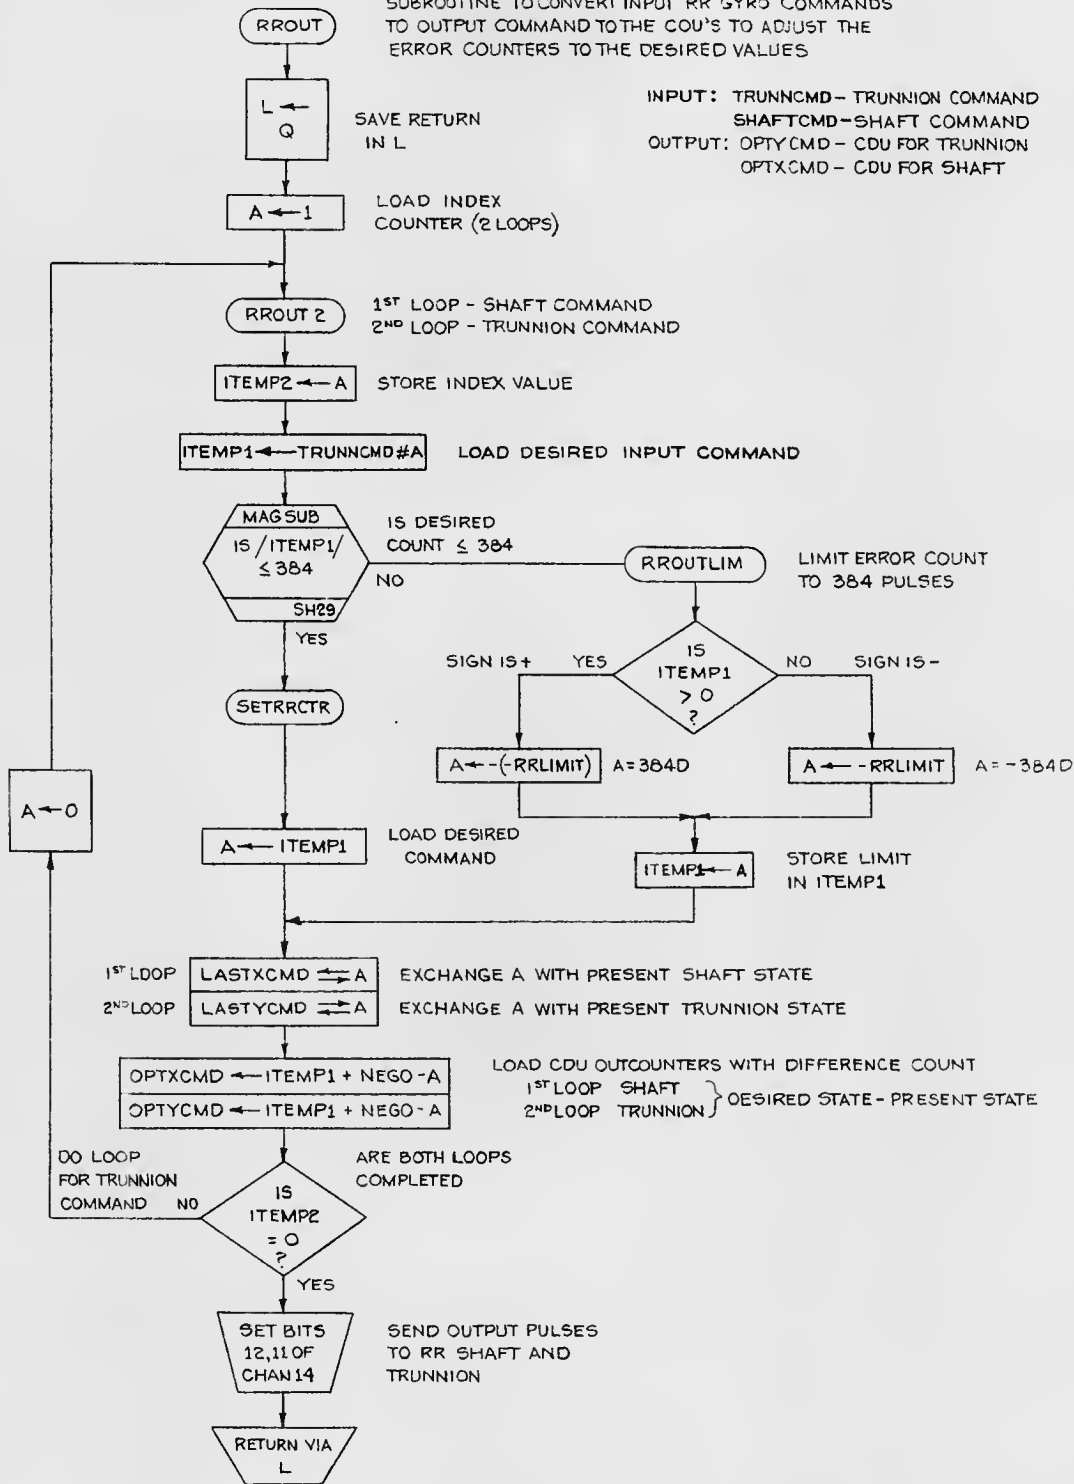 SUBROUTINE TO CONVERT INPUT RR GYRO COMMANDS
TO OUTPUT COMMAND TO THE COU'S TO ADJUST THE
ERROR COUNTERS TO THE DESIRED VALUES
RROUT
INPUT: TRUNNCMD - TRUNNION COMMAND
SHAFTCMD - SHAFT COMMAND
OUTPUT: OPTYCMD - CDU FOR TRUNNION
OPTXCMD - CDU FOR SHAFT
L ←
Q
SAVE RETURN
IN L
A ← 1
LOAD INDEX
COUNTER (2 LOOPS)
RROUT 2
1ST LOOP - SHAFT COMMAND
2ND LOOP - TRUNNION COMMAND
ITEMP2 ← A
STORE INDEX VALUE
ITEMP1 ← TRUNNCMD#A
LOAD DESIRED INPUT COMMAND
MAGSUB
IS /ITEMP1/
≤ 384
SH29
IS DESIRED
COUNT ≤ 384
NO
YES
RROUTLIM
LIMIT ERROR COUNT
TO 384 PULSES
IS
ITEMP1
> 0
?
SIGN IS + YES
NO SIGN IS -
SETRRCTR
A ← -(-RRLIMIT)
A = 384D
A ← -RRLIMIT
A = -384D
A ← 0
A ← ITEMP1
LOAD DESIRED
COMMAND
ITEMP1 ← A
STORE LIMIT
IN ITEMP1
1ST LOOP LASTXCMD ⇌ A EXCHANGE A WITH PRESENT SHAFT STATE
2ND LOOP LASTYCMD ⇌ A EXCHANGE A WITH PRESENT TRUNNION STATE
OPTXCMD ← ITEMP1 + NEGO - A
OPTYCMD ← ITEMP1 + NEGO - A
LOAD CDU OUTCOUNTERS WITH DIFFERENCE COUNT
1ST LOOP SHAFT
2ND LOOP TRUNNION } DESIRED STATE - PRESENT STATE
DO LOOP
FOR TRUNNION
COMMAND NO
ARE BOTH LOOPS
COMPLETED
IS
ITEMP2
= 0
?
YES
SET BITS
12,11 OF
CHAN 14
SEND OUTPUT PULSES
TO RR SHAFT AND
TRUNNION
RETURN VIA
L